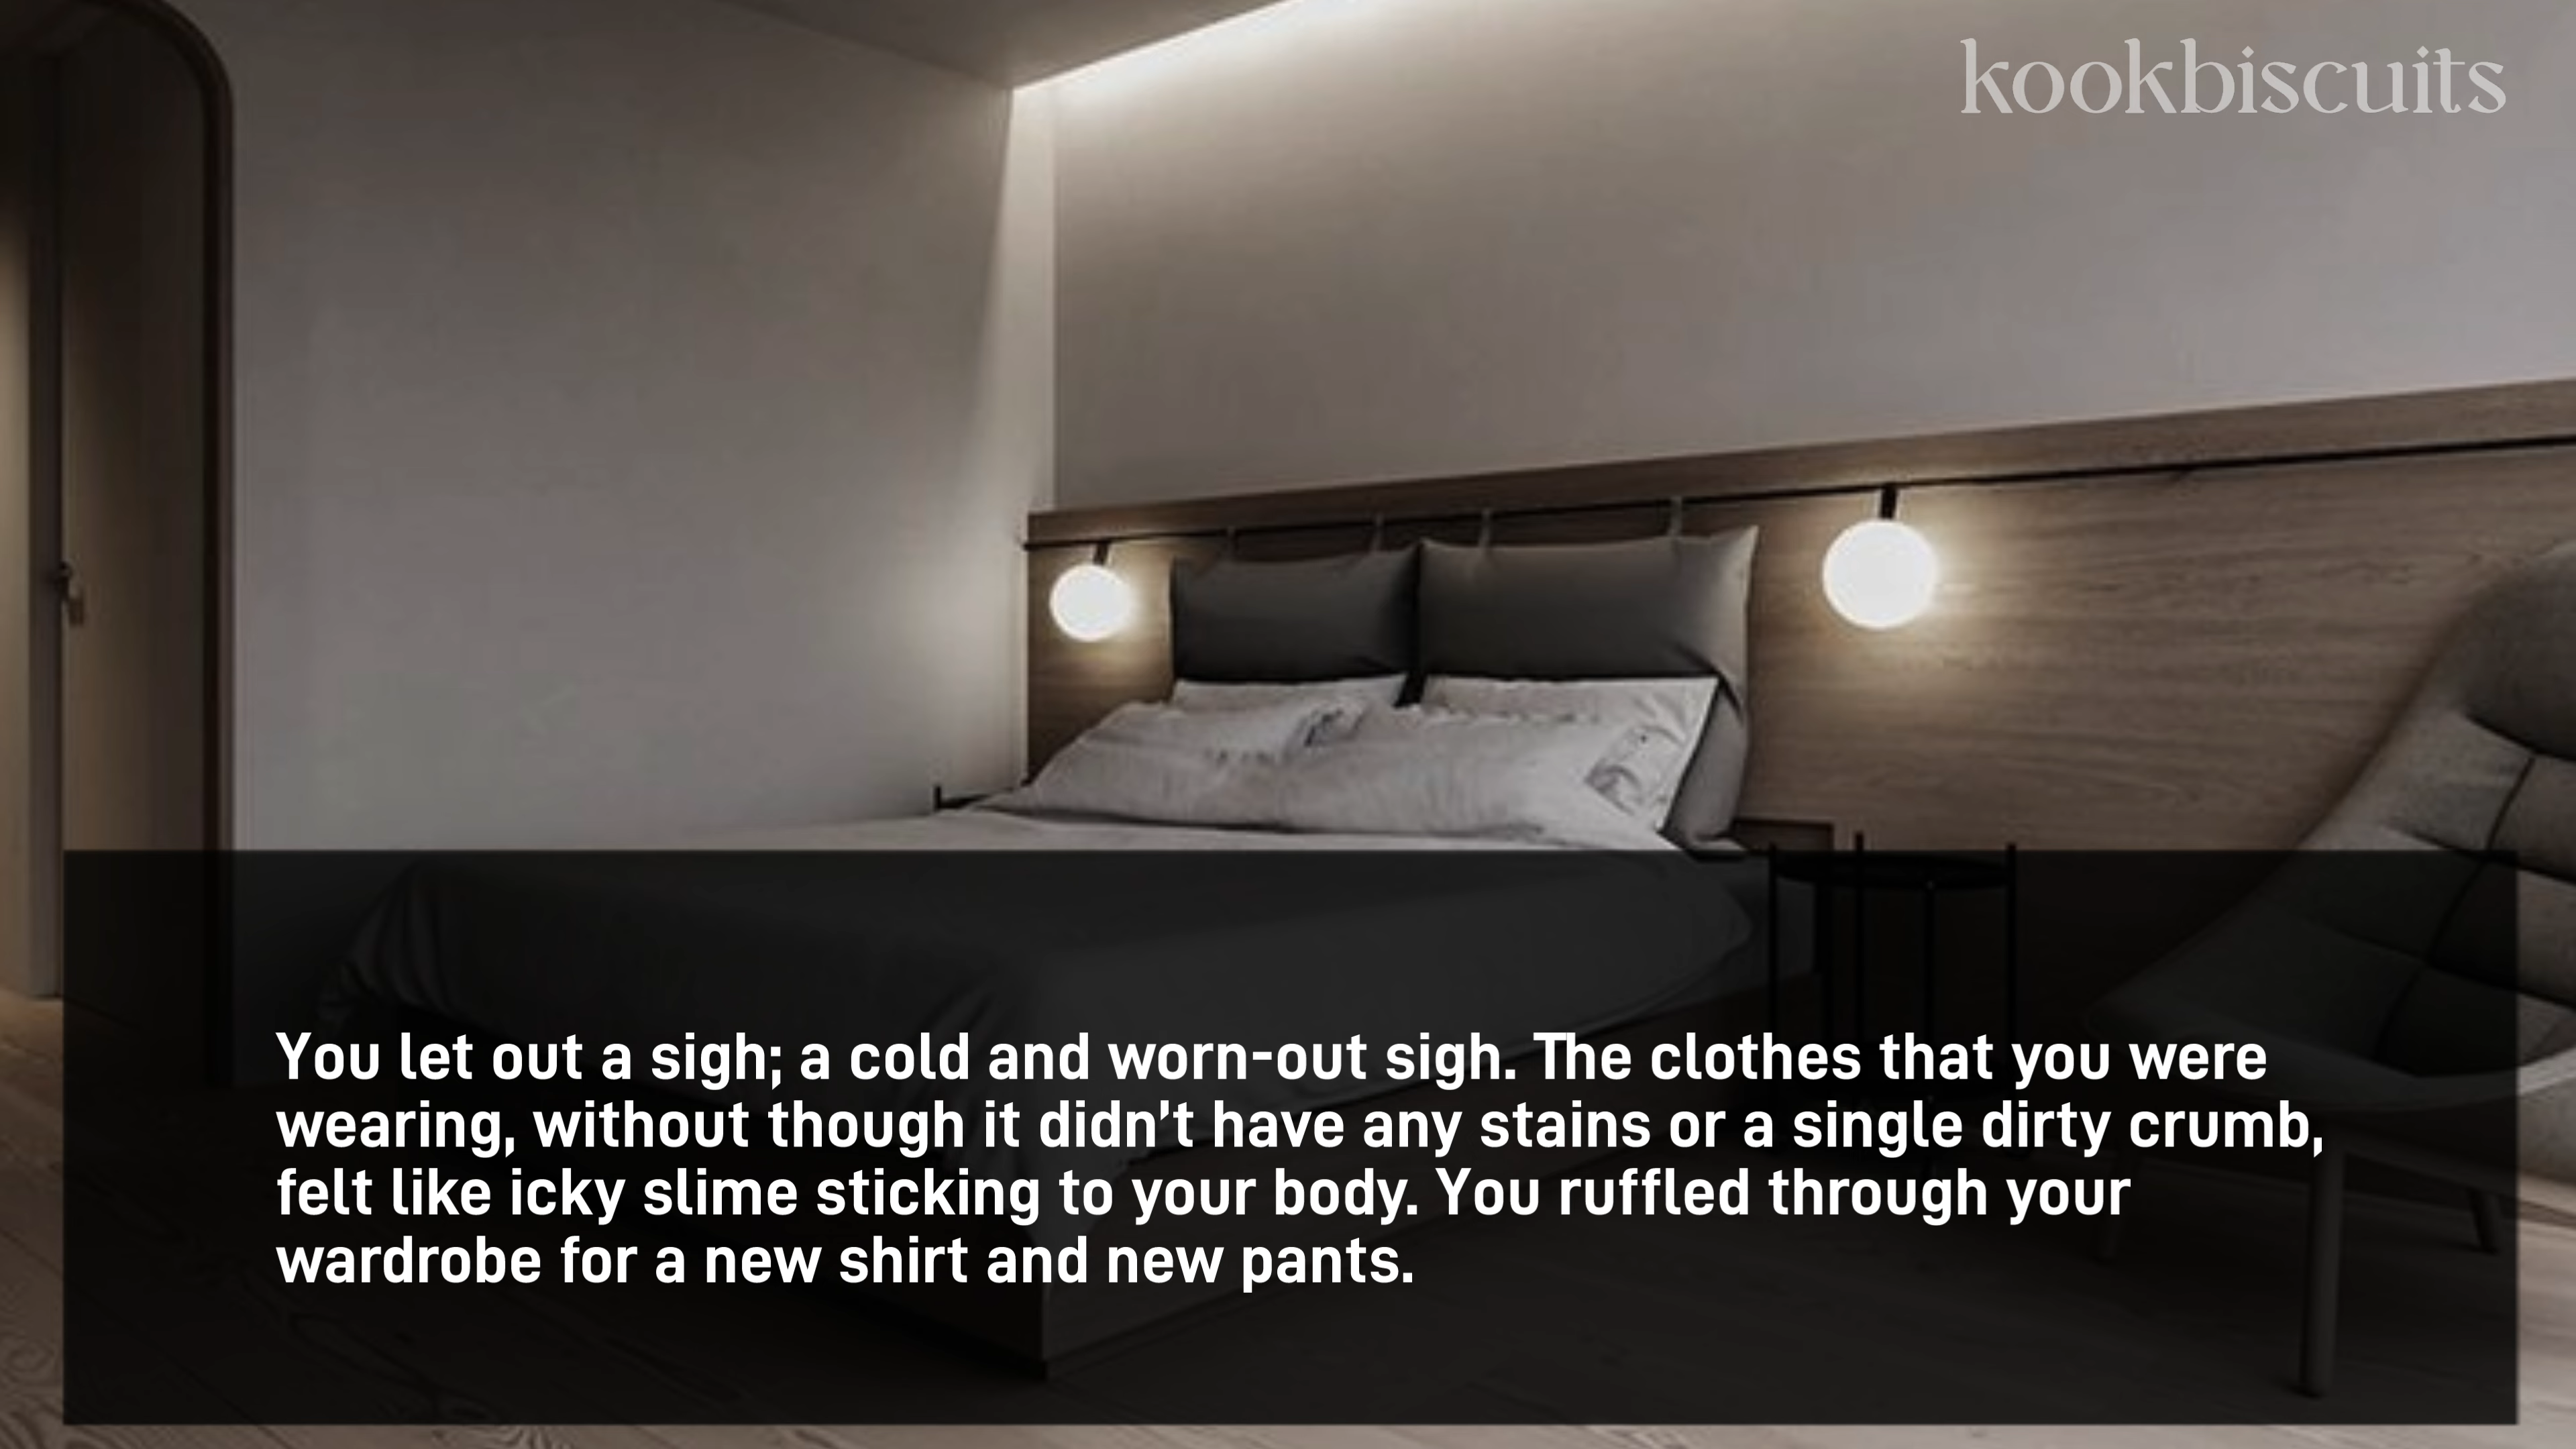 kookbiscuits
You let out a sigh; a cold and worn-out sigh. The clothes that you were
wearing, without though it didn't have any stains or a single dirty crumb,
felt like icky slime sticking to your body. You ruffled through your
wardrobe for a new shirt and new pants.